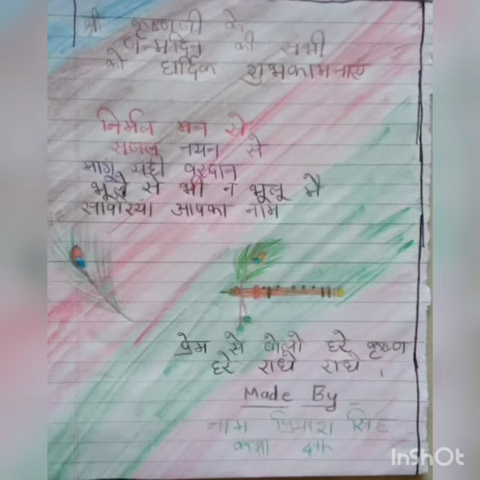 श्री कृष्णजी के
जन्मदिन की सभी
को हार्दिक शुभकामनाएं
निर्मल मन से
सजल नयन से
मांगू यही वरदान
भूले से भी न भूलू मैं
सांवरिया आपका नाम
प्रेम से बोलो हरे कृष्ण
हरे राधे राधे ।
Made By
नाम सिंह
कक्षा 4th
InShOt